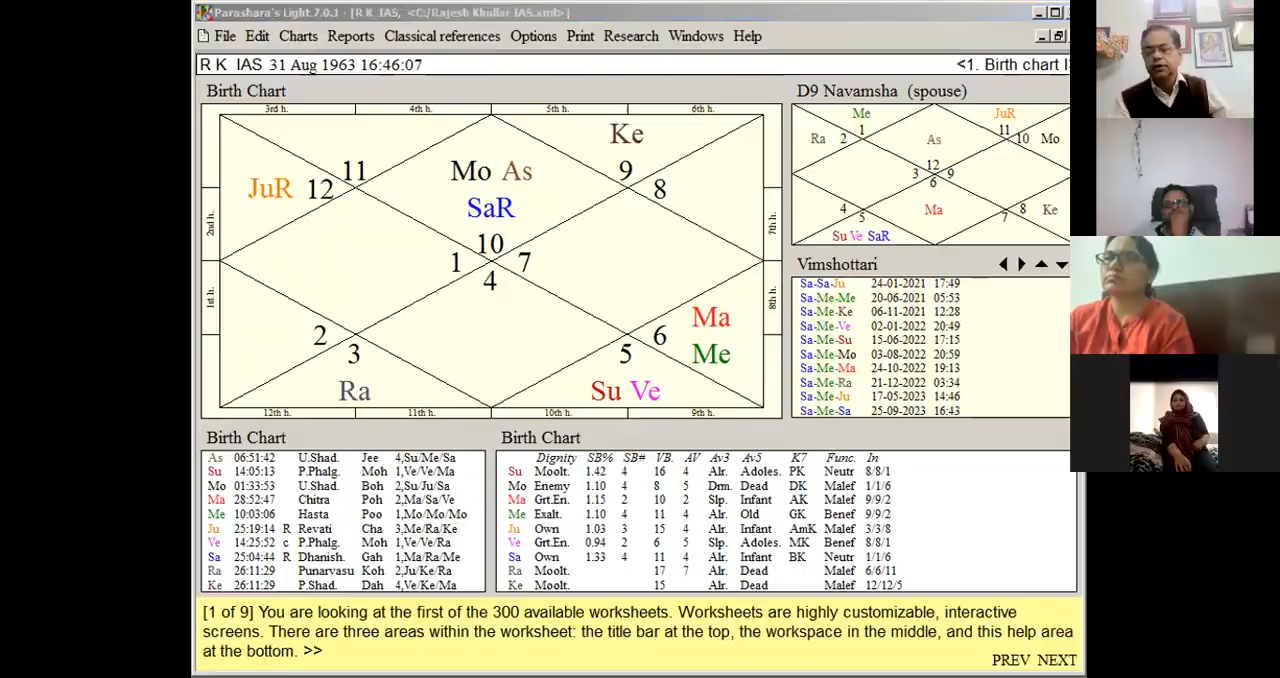 Parashara's Light 7.0.1 - [R K IAS, <C:/Rajesh Khullar IAS.xml>]
File Edit Charts Reports Classical references Options Print Research Windows Help
R K IAS 31 Aug 1963 16:46:07 <1. Birth chart I
Birth Chart
3rd h. 4th h. 5th h. 6th h.
2nd h. 7th h.
1st h. 8th h.
12th h. 11th h. 10th h. 9th h.
Ke
11 Mo As 9
JuR 12 8
SaR
10
1 7
4
Ma
2 6
3 5 Me
Ra Su Ve
D9 Navamsha (spouse)
Me JuR
Ra 2 1 As 11 10 Mo
12
3 9
6
4 Ma 8 Ke
5 7
Su Ve SaR
Vimshottari
Sa-Sa-Ju 24-01-2021 17:49
Sa-Me-Me 20-06-2021 05:53
Sa-Me-Ke 06-11-2021 12:28
Sa-Me-Ve 02-01-2022 20:49
Sa-Me-Su 15-06-2022 17:15
Sa-Me-Mo 03-08-2022 20:59
Sa-Me-Ma 24-10-2022 19:13
Sa-Me-Ra 21-12-2022 03:34
Sa-Me-Ju 17-05-2023 14:46
Sa-Me-Sa 25-09-2023 16:43
Birth Chart
As 06:51:42 U.Shad. Jee 4,Su/Me/Sa
Su 14:05:13 P.Phalg. Moh 1,Ve/Ve/Ma
Mo 01:33:53 U.Shad. Boh 2,Su/Ju/Sa
Ma 28:52:47 Chitra Poh 2,Ma/Sa/Ve
Me 10:03:06 Hasta Poo 1,Mo/Mo/Mo
Ju 25:19:14 R Revati Cha 3,Me/Ra/Ke
Ve 14:25:52 c P.Phalg. Moh 1,Ve/Ve/Ra
Sa 25:04:44 R Dhanish. Gah 1,Ma/Ra/Me
Ra 26:11:29 Punarvasu Koh 2,Ju/Ke/Ra
Ke 26:11:29 P.Shad. Dah 4,Ve/Ke/Ma
Birth Chart
Dignity SB% SB# VB. AV Av3 Av5 K7 Func. In
Su Moolt. 1.42 4 16 4 Alr. Adoles. PK Neutr 8/8/1
Mo Enemy 1.10 4 8 5 Drm. Dead DK Malef 1/1/6
Ma Grt.En. 1.15 2 10 2 Slp. Infant AK Malef 9/9/2
Me Exalt. 1.10 4 11 4 Alr. Old GK Benef 9/9/2
Ju Own 1.03 3 15 4 Alr. Infant AmK Malef 3/3/8
Ve Grt.En. 0.94 2 6 5 Slp. Adoles. MK Benef 8/8/1
Sa Own 1.33 4 11 4 Alr. Infant BK Neutr 1/1/6
Ra Moolt. 17 7 Alr. Dead Malef 6/6/11
Ke Moolt. 15 Alr. Dead Malef 12/12/5
[1 of 9] You are looking at the first of the 300 available worksheets. Worksheets are highly customizable, interactive
screens. There are three areas within the worksheet: the title bar at the top, the workspace in the middle, and this help area
at the bottom. >>
PREV NEXT